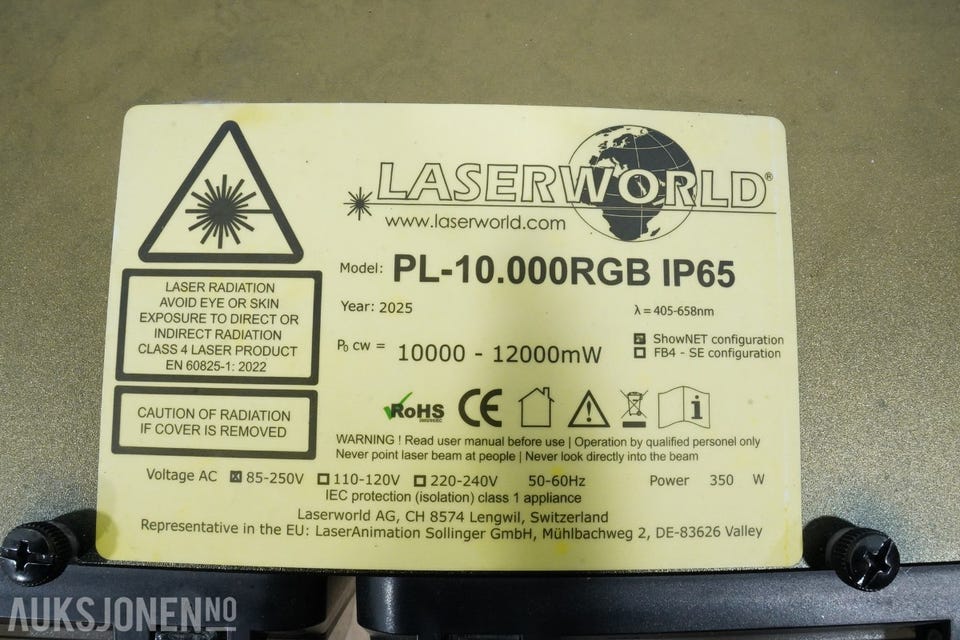 LASERWORLD®
www.laserworld.com
LASER RADIATION
AVOID EYE OR SKIN
EXPOSURE TO DIRECT OR
INDIRECT RADIATION
CLASS 4 LASER PRODUCT
EN 60825-1: 2022
CAUTION OF RADIATION
IF COVER IS REMOVED
Model: PL-10.000RGB IP65
Year: 2025
λ = 405-658nm
P₀ cw = 10000 - 12000mW
ShowNET configuration
FB4 - SE configuration
RoHS
CE
WARNING ! Read user manual before use | Operation by qualified personel only
Never point laser beam at people | Never look directly into the beam
Voltage AC 85-250V 110-120V 220-240V 50-60Hz Power 350 W
IEC protection (isolation) class 1 appliance
Laserworld AG, CH 8574 Lengwil, Switzerland
Representative in the EU: LaserAnimation Sollinger GmbH, Mühlbachweg 2, DE-83626 Valley
AUKSJONEN.NO